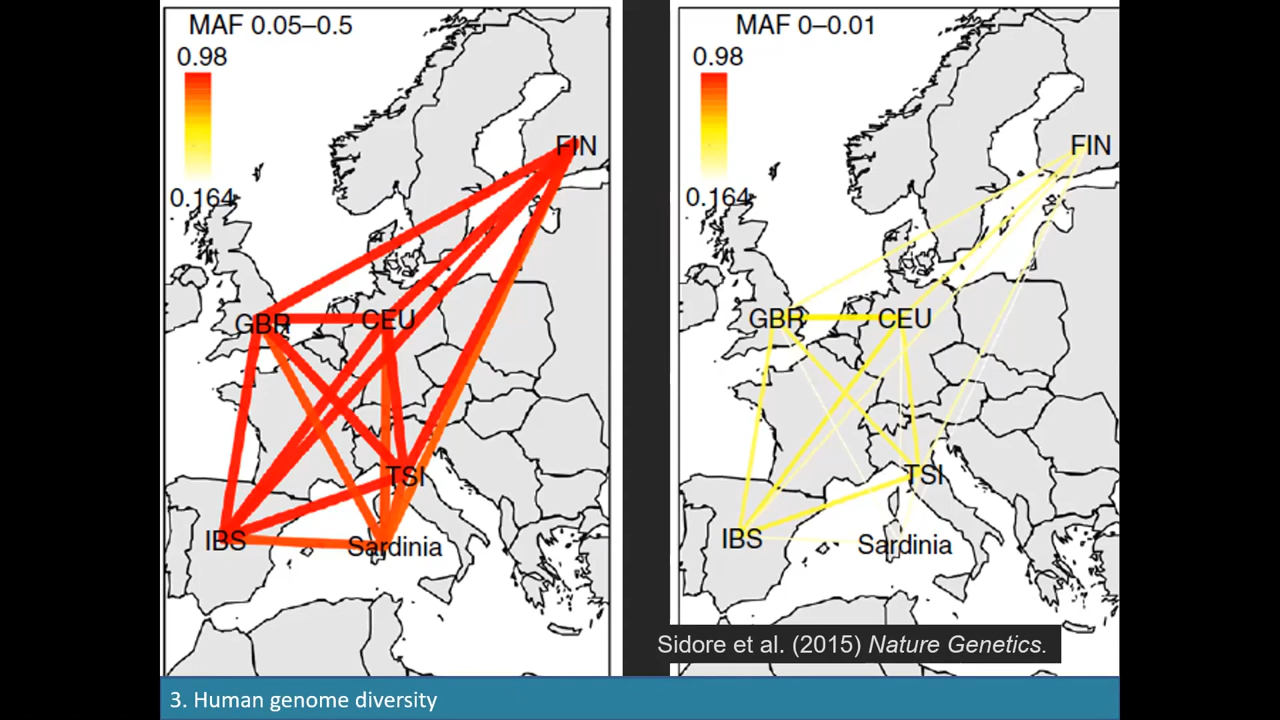 MAF 0.05–0.5
0.98
0.164
FIN
GBR
CEU
TSI
IBS
Sardinia
MAF 0–0.01
0.98
0.164
FIN
GBR
CEU
TSI
IBS
Sardinia
Sidore et al. (2015) Nature Genetics.
3. Human genome diversity